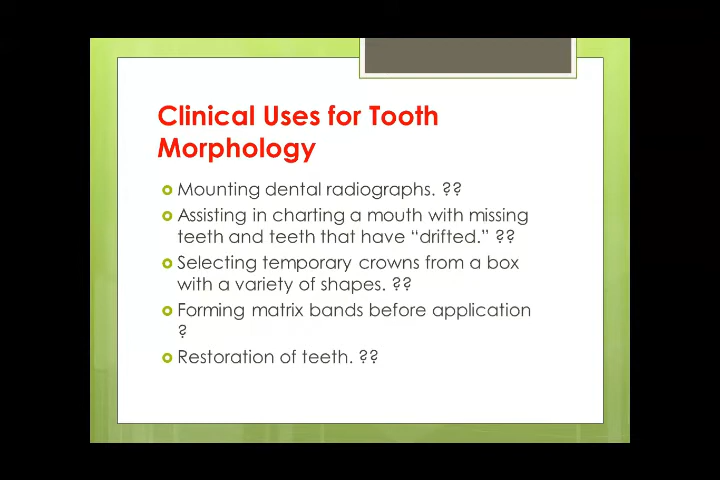 Clinical Uses for Tooth
Morphology
Mounting dental radiographs. ??
Assisting in charting a mouth with missing
teeth and teeth that have “drifted.” ??
Selecting temporary crowns from a box
with a variety of shapes. ??
Forming matrix bands before application
?
Restoration of teeth. ??